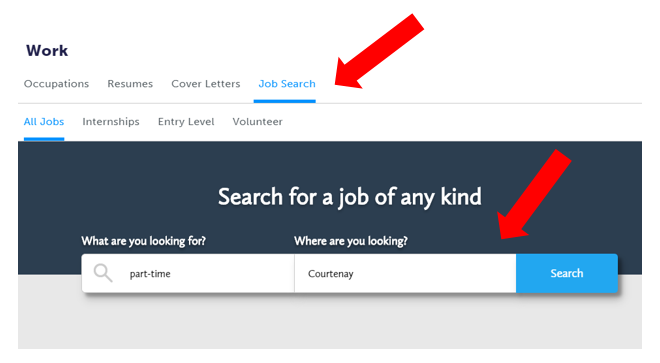 Work
Occupations Resumes Cover Letters Job Search
All Jobs Internships Entry Level Volunteer
Search for a job of any kind
What are you looking for? Where are you looking?
part-time Courtenay Search